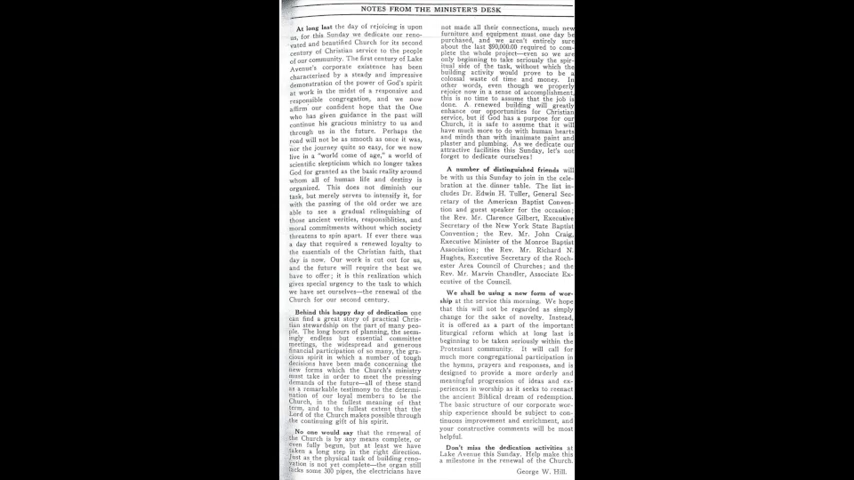 NOTES FROM THE MINISTER'S DESK
At long last the day of rejoicing is upon
us, for this Sunday we dedicate our reno-
vated and beautified Church for its second
century of Christian service to the people
of our community. The first century of Lake
Avenue's corporate existence has been
characterized by a steady and impressive
demonstration of the power of God's spirit
at work in the midst of a responsive and
responsible congregation, and we now
affirm our confident hope that the One
who has given guidance in the past will
continue his gracious ministry to us and
through us in the future. Perhaps the
road will not be as smooth as once it was,
nor the journey quite so easy, for we now
live in a "world come of age," a world of
scientific skepticism which no longer takes
God for granted as the basic reality around
whom all of human life and destiny is
organized. This does not diminish our
task, but merely serves to intensify it, for
with the passing of the old order we are
able to see a gradual relinquishing of
those ancient verities, responsibilities, and
moral commitments without which society
threatens to spin apart. If ever there was
a day that required a renewed loyalty to
the essentials of the Christian faith, that
day is now. Our work is cut out for us,
and the future will require the best we
have to offer; it is this realization which
gives special urgency to the task to which
we have set ourselves—the renewal of the
Church for our second century.
Behind this happy day of dedication one
can find a great story of practical Chris-
tian stewardship on the part of many peo-
ple. The long hours of planning, the seem-
ingly endless but essential committee
meetings, the widespread and generous
financial participation of so many, the gra-
cious spirit in which a number of tough
decisions have been made concerning the
new forms which the Church's ministry
must take in order to meet the pressing
demands of the future—all of these stand
as a remarkable testimony to the determi-
nation of our loyal members to be the
Church, in the fullest meaning of that
term, and to the fullest extent that the
Lord of the Church makes possible through
the continuing gift of his spirit.
No one would say that the renewal of
the Church is by any means complete, or
even fully begun, but at least we have
taken a long step in the right direction.
Just as the physical task of building reno-
vation is not yet complete—the organ still
lacks some 300 pipes, the electricians have
not made all their connections, much new
furniture and equipment must one day be
purchased, and we aren't entirely sure
about the last $90,000.00 required to com-
plete the whole project—even so we are
only beginning to take seriously the spir-
itual side of the task, without which the
building activity would prove to be a
colossal waste of time and money. In
other words, even though we properly
rejoice now in a sense of accomplishment,
this is no time to assume that the job is
done. A renewed building will greatly
enhance our opportunities for Christian
service, but if God has a purpose for our
Church, it is safe to assume that it will
have much more to do with human hearts
and minds than with inanimate paint and
plaster and plumbing. As we dedicate our
attractive facilities this Sunday, let's not
forget to dedicate ourselves!
A number of distinguished friends will
be with us this Sunday to join in the cele-
bration at the dinner table. The list in-
cludes Dr. Edwin H. Tuller, General Sec-
retary of the American Baptist Conven-
tion and guest speaker for the occasion;
the Rev. Mr. Clarence Gilbert, Executive
Secretary of the New York State Baptist
Convention; the Rev. Mr. John Craig,
Executive Minister of the Monroe Baptist
Association; the Rev. Mr. Richard N.
Hughes, Executive Secretary of the Roch-
ester Area Council of Churches; and the
Rev. Mr. Marvin Chandler, Associate Ex-
ecutive of the Council.
We shall be using a new form of wor-
ship at the service this morning. We hope
that this will not be regarded as simply
change for the sake of novelty. Instead,
it is offered as a part of the important
liturgical reform which at long last is
beginning to be taken seriously within the
Protestant community. It will call for
much more congregational participation in
the hymns, prayers and responses, and is
designed to provide a more orderly and
meaningful progression of ideas and ex-
periences in worship as it seeks to reenact
the ancient Biblical dream of redemption.
The basic structure of our corporate wor-
ship experience should be subject to con-
tinuous improvement and enrichment, and
your constructive comments will be most
helpful.
Don't miss the dedication activities at
Lake Avenue this Sunday. Help make this
a milestone in the renewal of the Church.
George W. Hill.